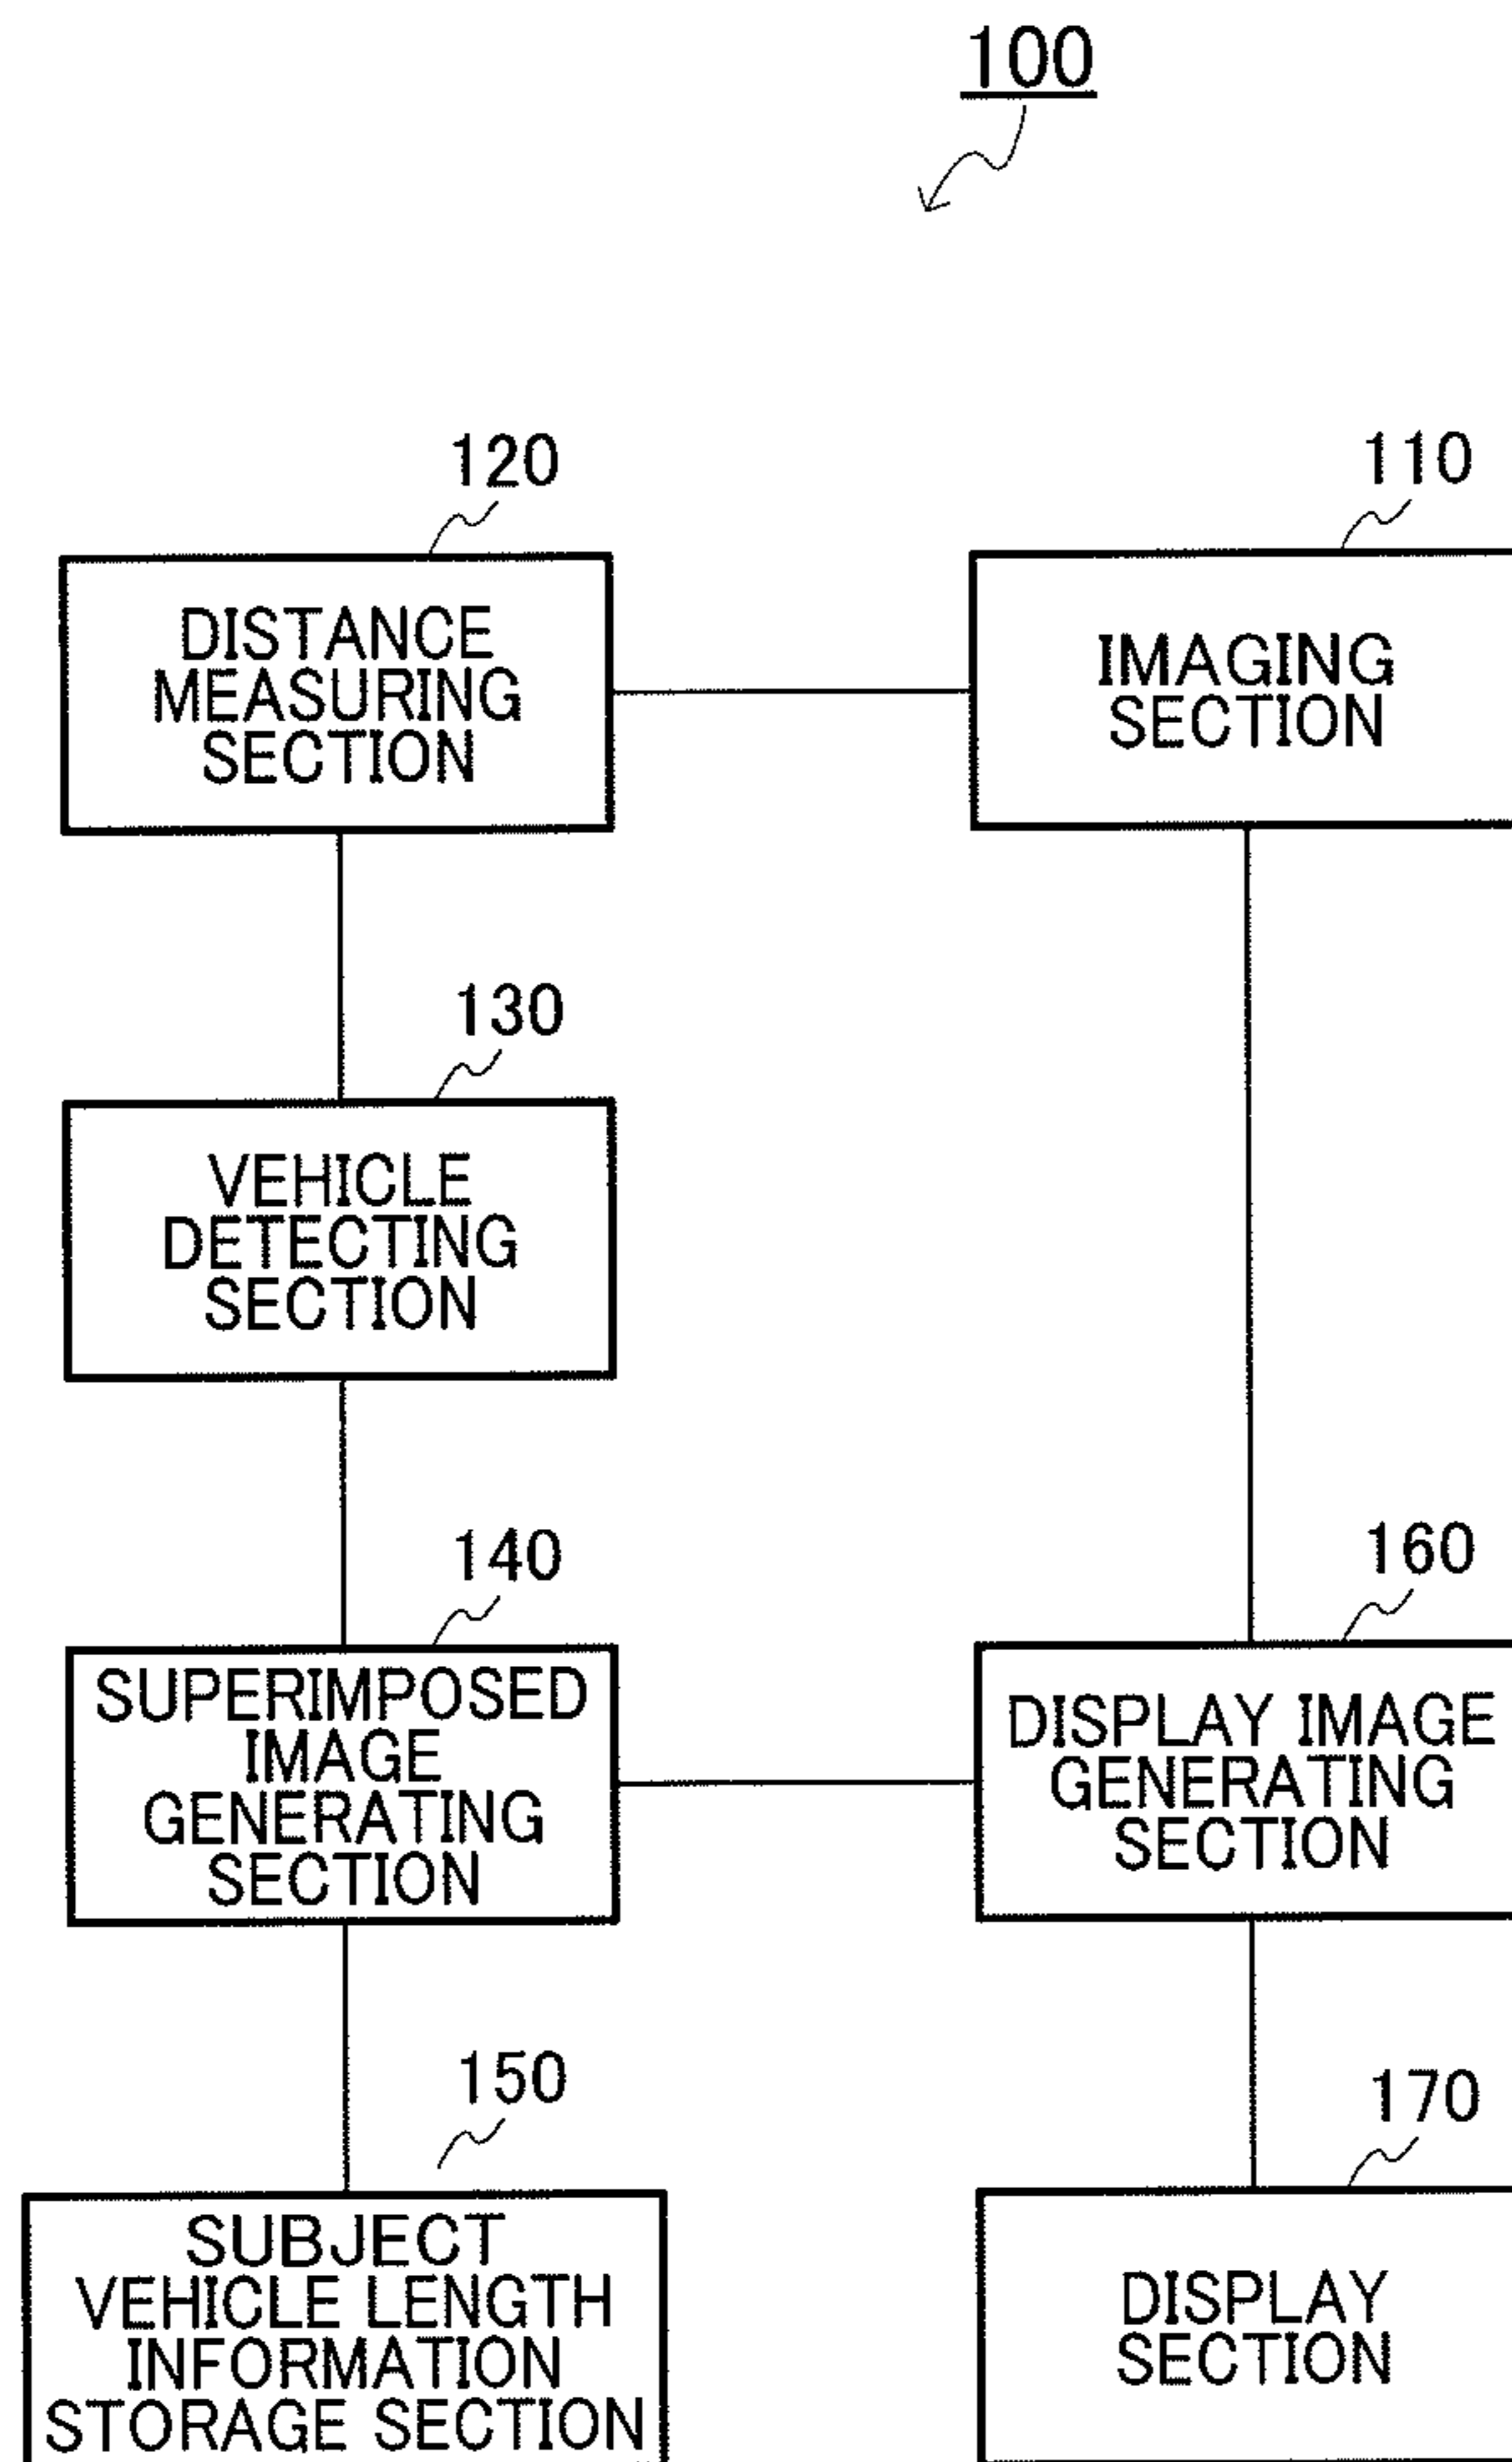 100
120
DISTANCE
MEASURING
SECTION
110
IMAGING
SECTION
130
VEHICLE
DETECTING
SECTION
140
SUPERIMPOSED
IMAGE
GENERATING
SECTION
160
DISPLAY IMAGE
GENERATING
SECTION
150
SUBJECT
VEHICLE LENGTH
INFORMATION
STORAGE SECTION
170
DISPLAY
SECTION